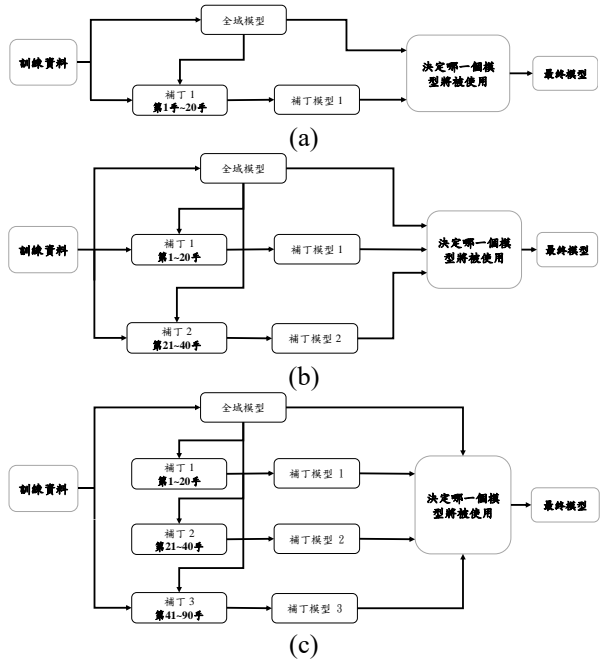 全域模型
訓練資料
決定哪一個模
型將被使用
最終模型
補丁 1
第1手~20手
補丁模型 1
(a)
全域模型
訓練資料
補丁 1
第1~20手
補丁模型 1
決定哪一個模
型將被使用
最終模型
補丁 2
第21~40手
補丁模型 2
(b)
全域模型
補丁 1
第1~20手
補丁模型 1
訓練資料
決定哪一個模
型將被使用
最終模型
補丁 2
第21~40手
補丁模型 2
補丁 3
第41~90手
補丁模型 3
(c)